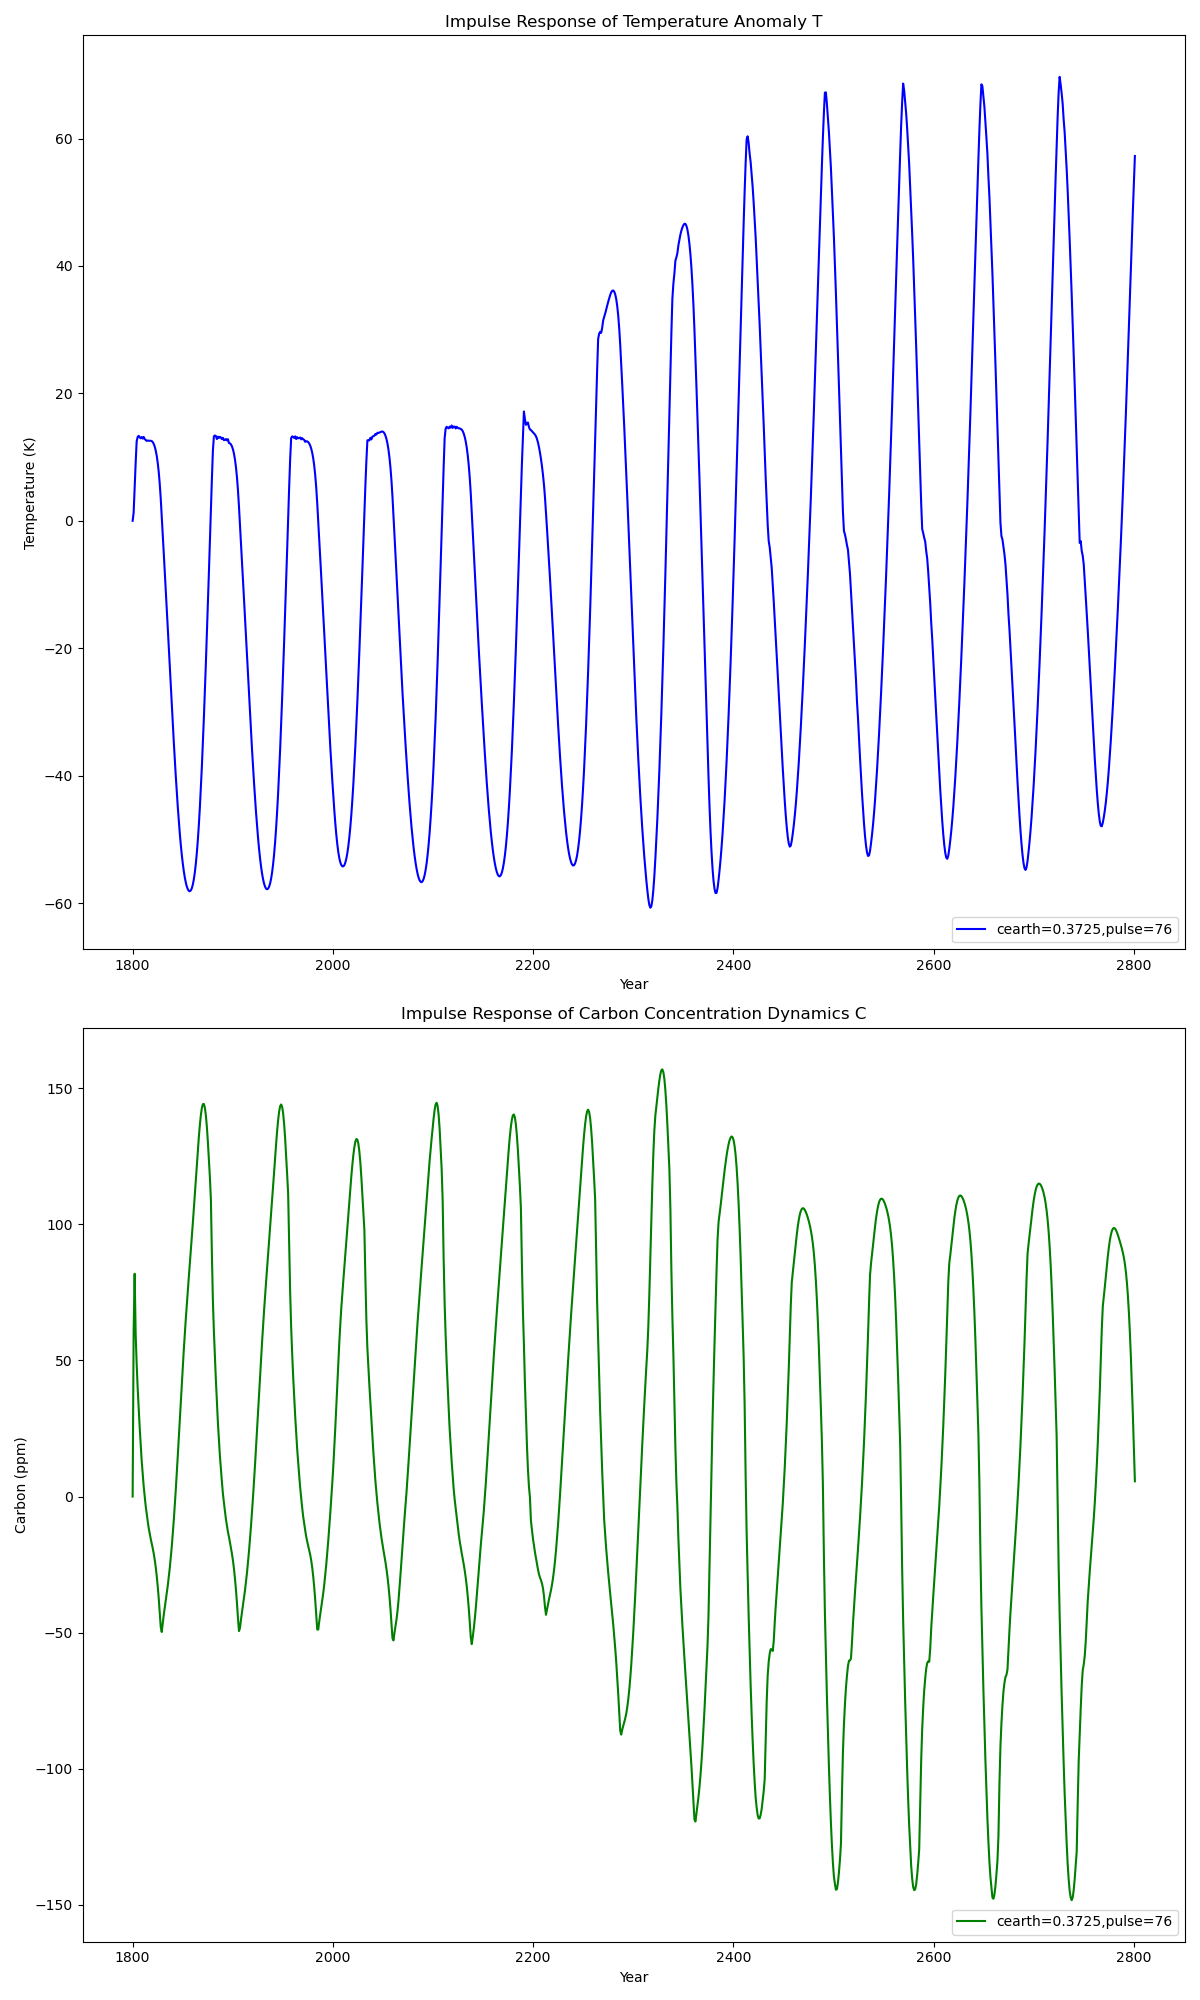 Impulse Response of Temperature Anomaly T
Temperature (K)
60
40
20
0
−20
−40
−60
cearth=0.3725,pulse=76
1800 2000 2200 2400 2600 2800
Year
Impulse Response of Carbon Concentration Dynamics C
Carbon (ppm)
150
100
50
0
−50
−100
−150
cearth=0.3725,pulse=76
1800 2000 2200 2400 2600 2800
Year